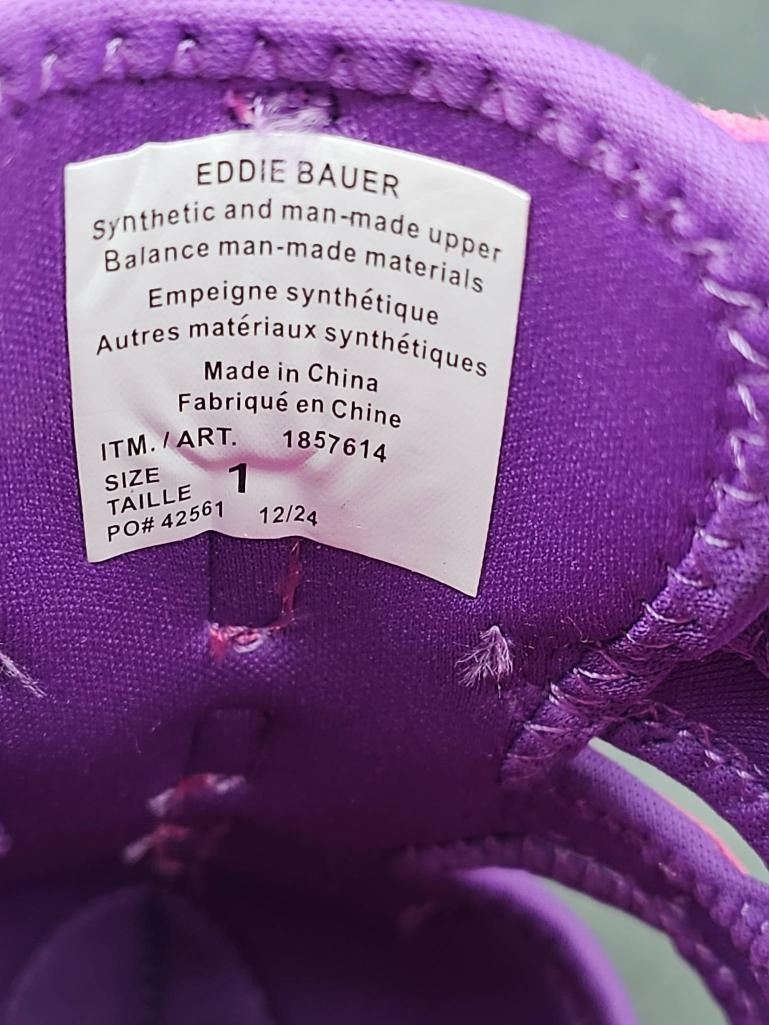 EDDIE BAUER
Synthetic and man-made upper
Balance man-made materials
Empeigne synthétique
Autres matériaux synthétiques
Made in China
Fabriqué en Chine
ITM. / ART. 1857614
SIZE
TAILLE 1
PO# 42561 12/24